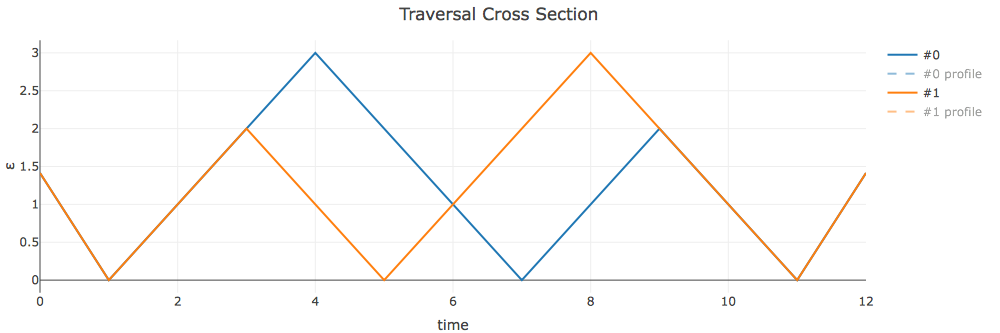 Traversal Cross Section
3
2.5
2
1.5
1
0.5
0
ε
0 2 4 6 8 10 12
time
#0
#0 profile
#1
#1 profile